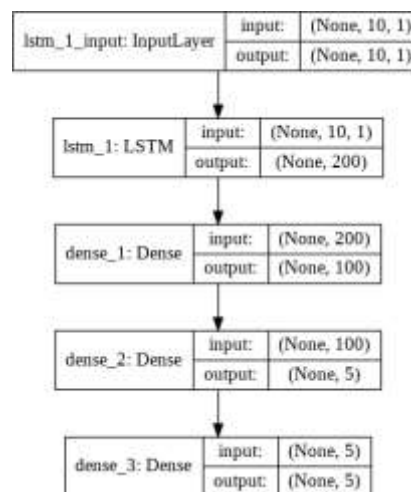 lstm_1_input: InputLayer
input: (None, 10, 1)
output: (None, 10, 1)
lstm_1: LSTM
input: (None, 10, 1)
output: (None, 200)
dense_1: Dense
input: (None, 200)
output: (None, 100)
dense_2: Dense
input: (None, 100)
output: (None, 5)
dense_3: Dense
input: (None, 5)
output: (None, 5)